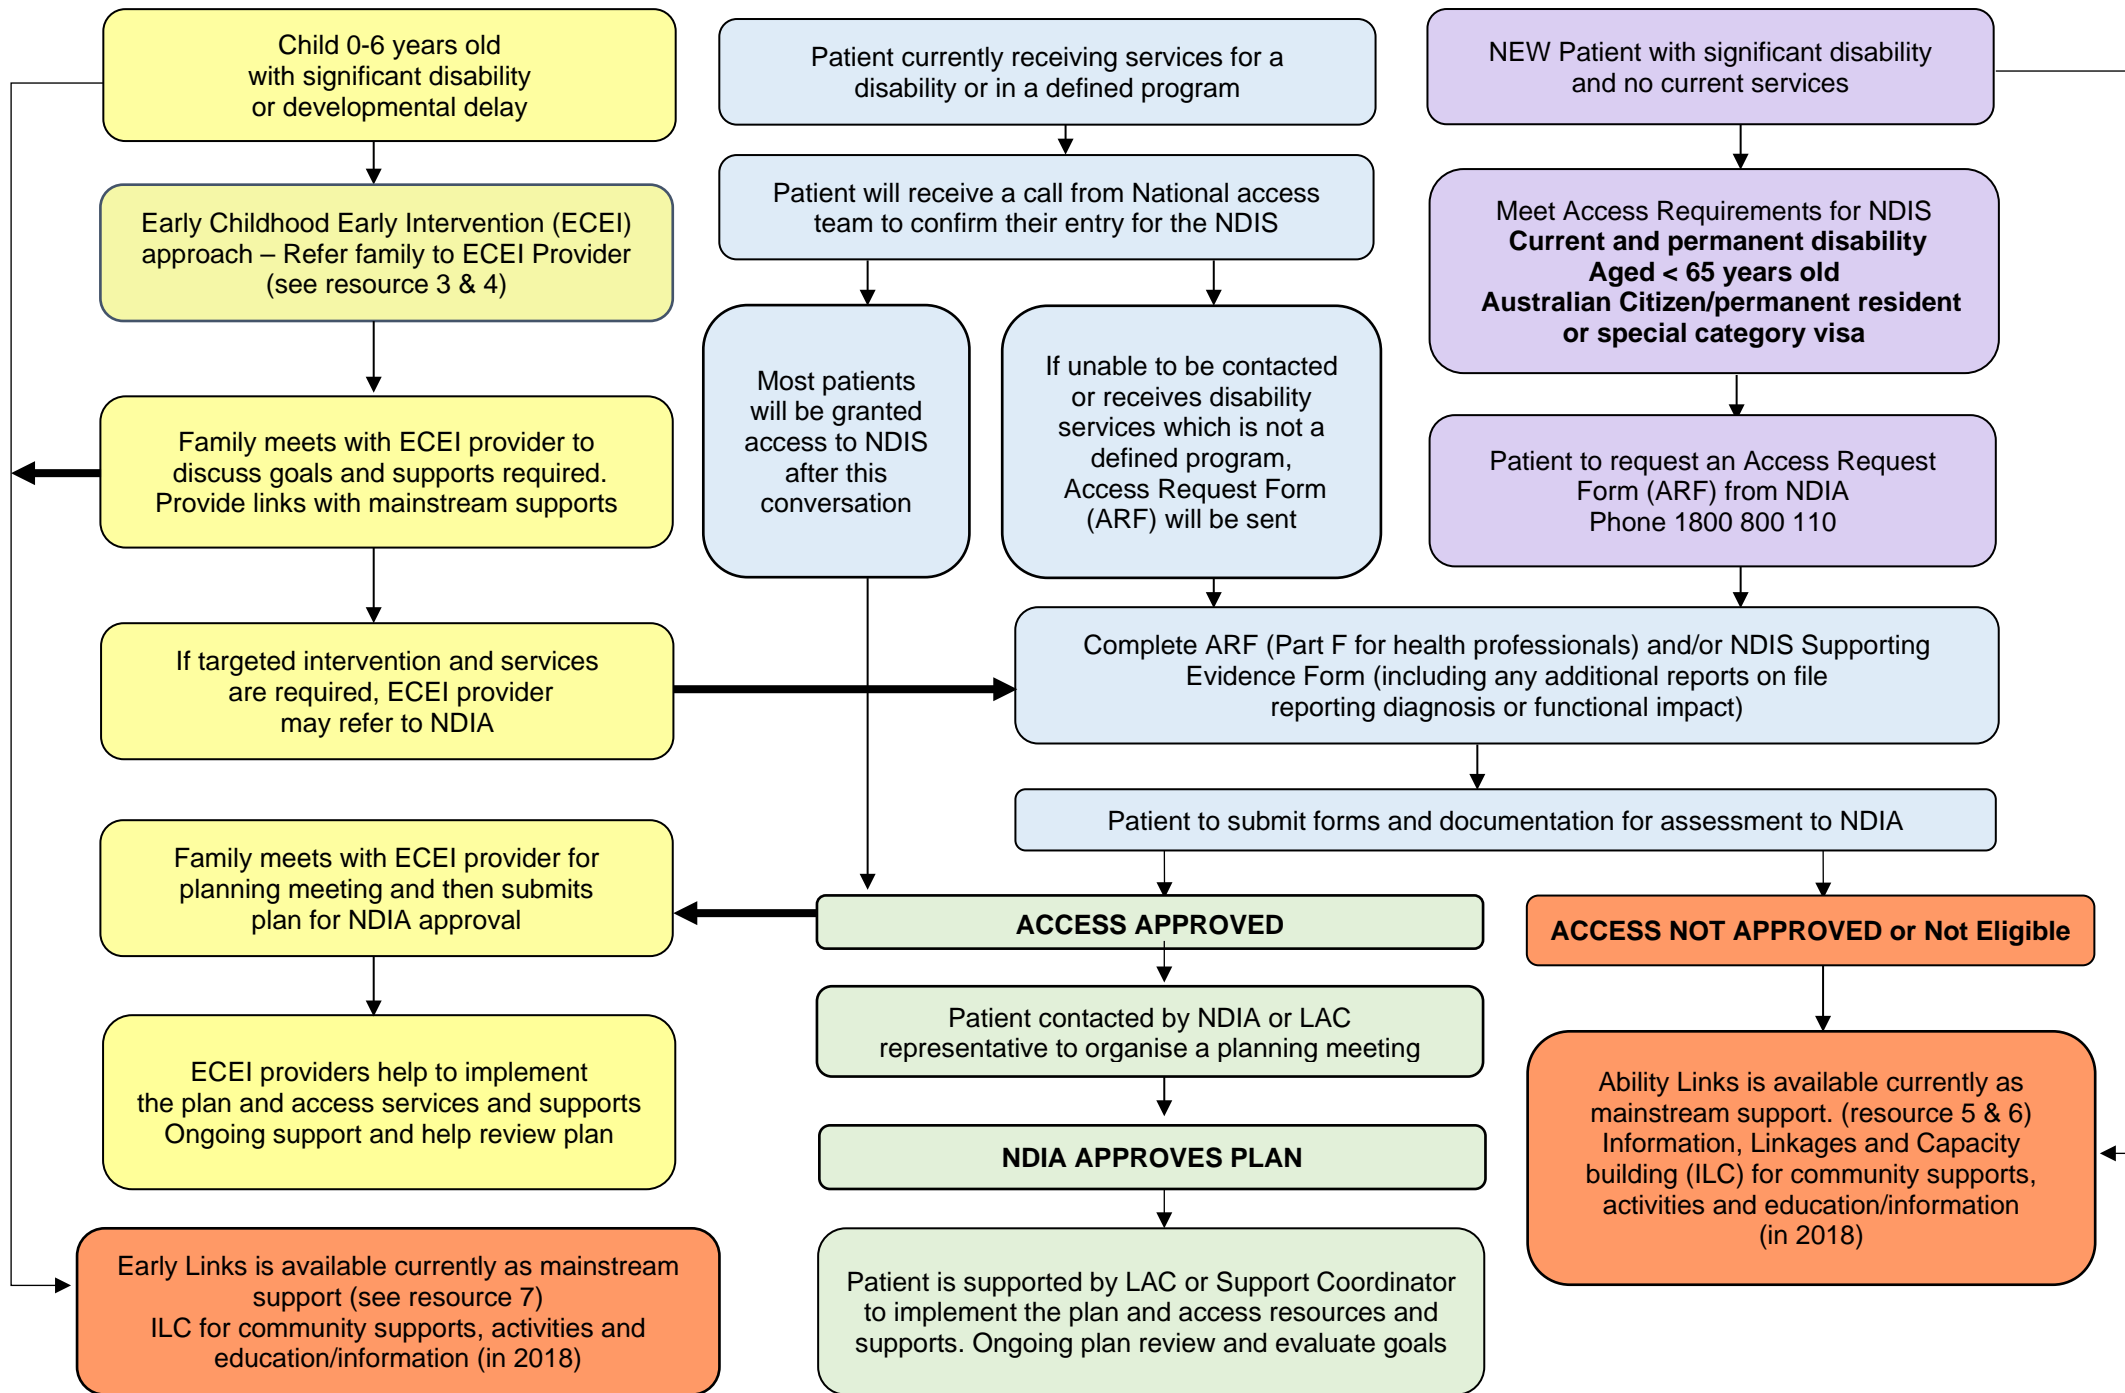 Child 0-6 years old
with significant disability
or developmental delay
Patient currently receiving services for a
disability or in a defined program
NEW Patient with significant disability
and no current services
Early Childhood Early Intervention (ECEI)
approach – Refer family to ECEI Provider
(see resource 3 & 4)
Patient will receive a call from National access
team to confirm their entry for the NDIS
Meet Access Requirements for NDIS
Current and permanent disability
Aged < 65 years old
Australian Citizen/permanent resident
or special category visa
Family meets with ECEI provider to
discuss goals and supports required.
Provide links with mainstream supports
Most patients
will be granted
access to NDIS
after this
conversation
If unable to be contacted
or receives disability
services which is not a
defined program,
Access Request Form
(ARF) will be sent
Patient to request an Access Request
Form (ARF) from NDIA
Phone 1800 800 110
If targeted intervention and services
are required, ECEI provider
may refer to NDIA
Complete ARF (Part F for health professionals) and/or NDIS Supporting
Evidence Form (including any additional reports on file
reporting diagnosis or functional impact)
Patient to submit forms and documentation for assessment to NDIA
Family meets with ECEI provider for
planning meeting and then submits
plan for NDIA approval
ACCESS APPROVED
ACCESS NOT APPROVED or Not Eligible
ECEI providers help to implement
the plan and access services and supports
Ongoing support and help review plan
Patient contacted by NDIA or LAC
representative to organise a planning meeting
Ability Links is available currently as
mainstream support. (resource 5 & 6)
Information, Linkages and Capacity
building (ILC) for community supports,
activities and education/information
(in 2018)
NDIA APPROVES PLAN
Early Links is available currently as mainstream
support (see resource 7)
ILC for community supports, activities and
education/information (in 2018)
Patient is supported by LAC or Support Coordinator
to implement the plan and access resources and
supports. Ongoing plan review and evaluate goals